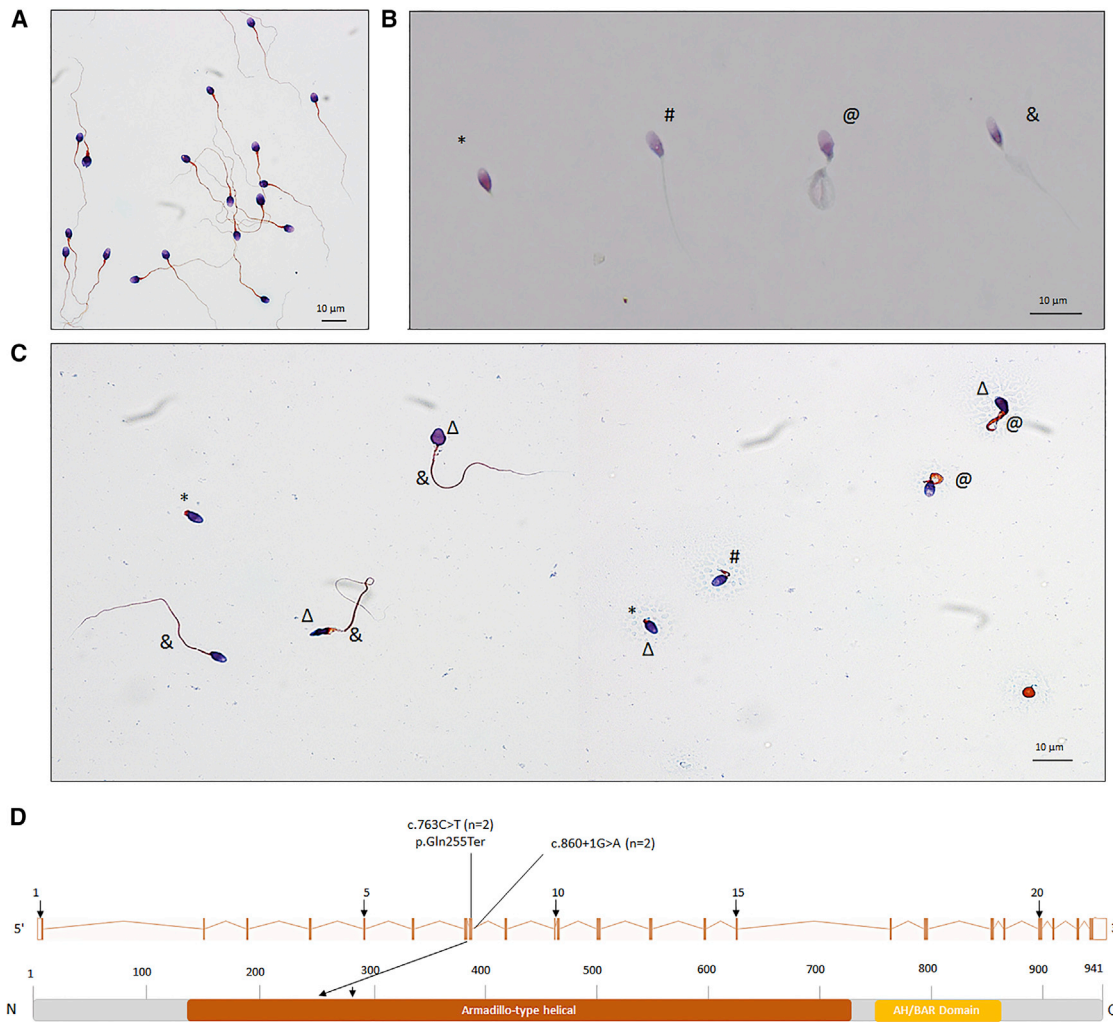 A
B
10 µm
*
#
@
&
10 µm
C
Δ
&
*
Δ
&
&
Δ
@
@
#
*
Δ
10 µm
D
c.763C>T (n=2)
p.Gln255Ter
c.860+1G>A (n=2)
1
5
10
15
20
5'
1
100
200
300
400
500
600
700
800
900
941
N
Armadillo-type helical
AH/BAR Domain